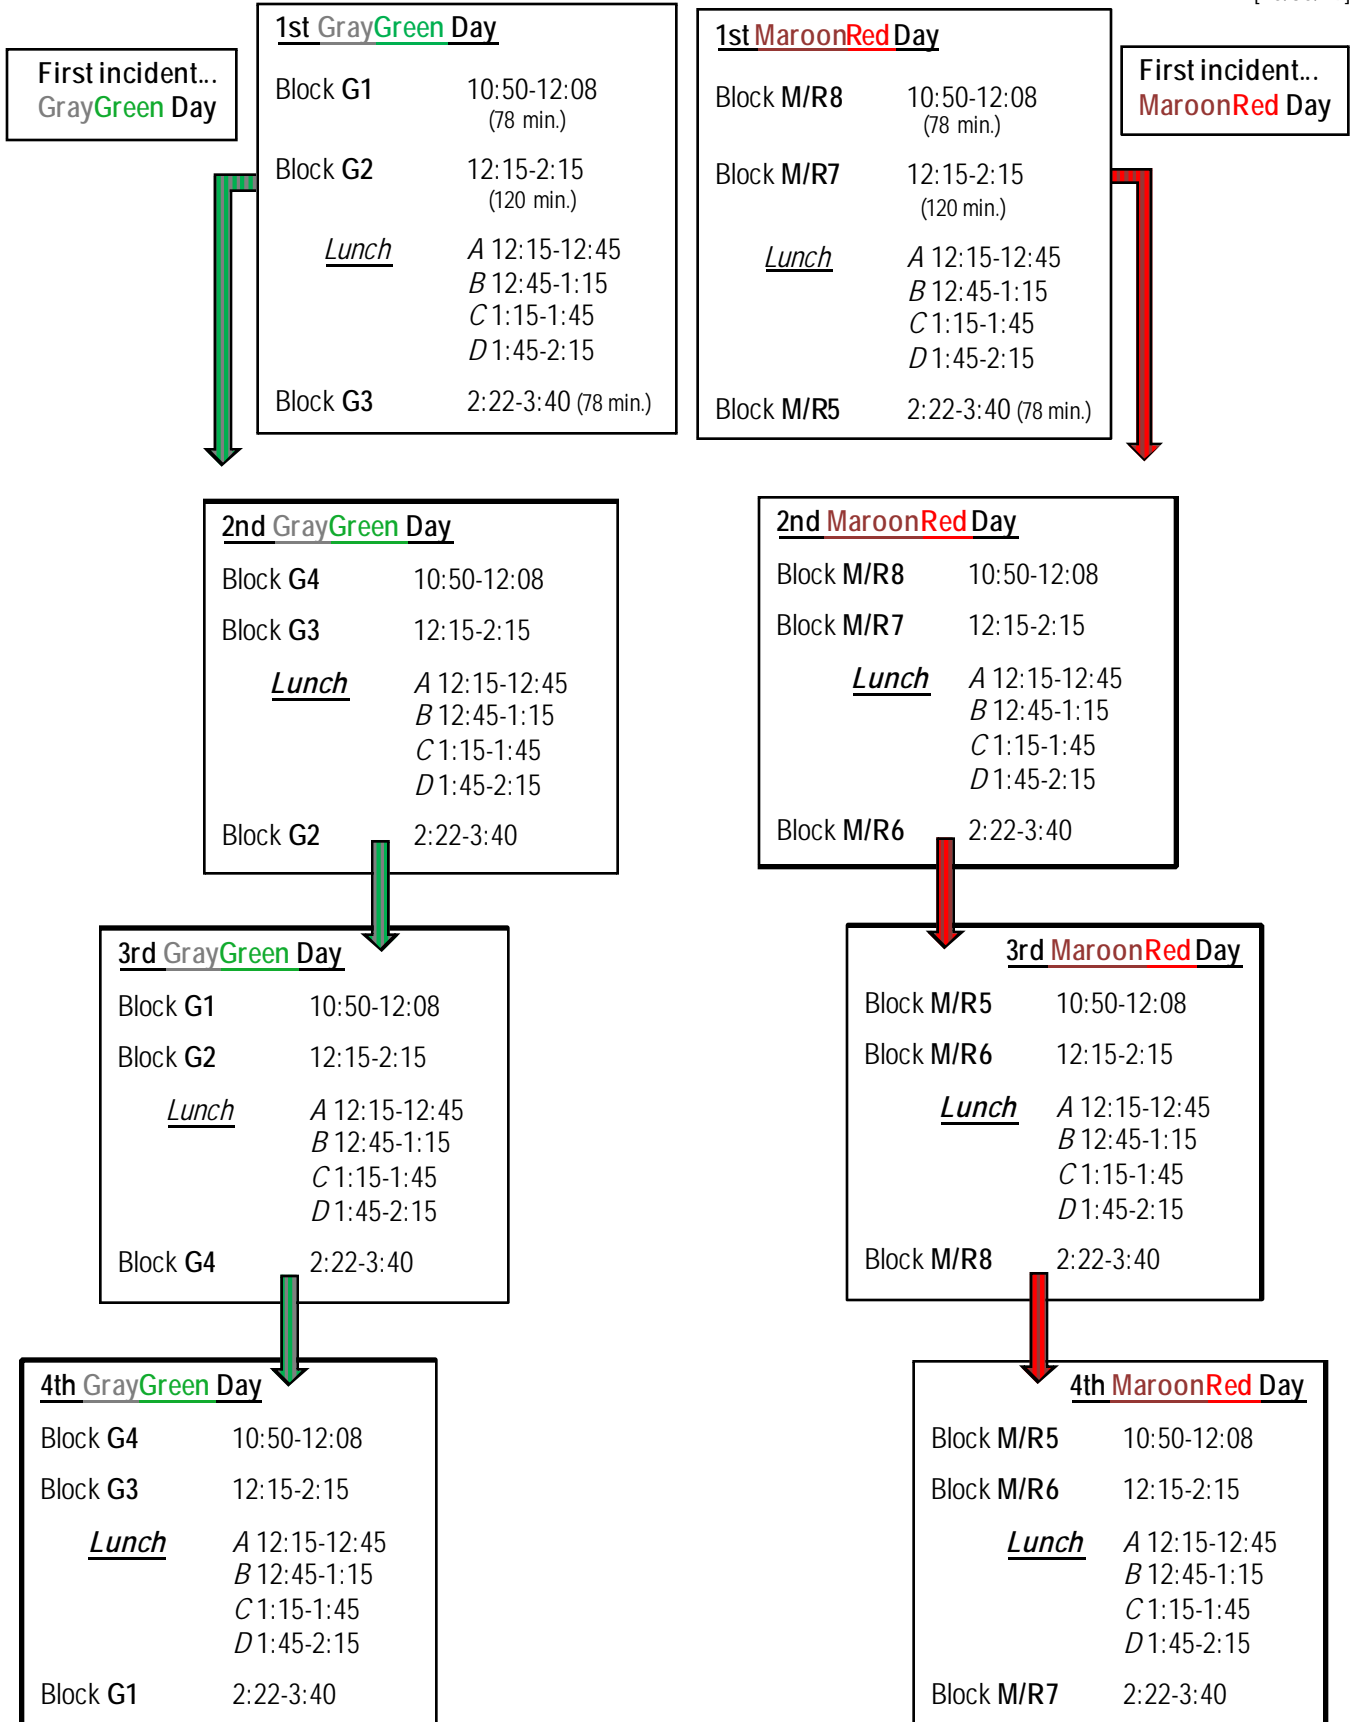 First incident...
GrayGreen Day
1st GrayGreen Day
Block G1 10:50-12:08
(78 min.)
Block G2 12:15-2:15
(120 min.)
Lunch A 12:15-12:45
B 12:45-1:15
C 1:15-1:45
D 1:45-2:15
Block G3 2:22-3:40 (78 min.)
1st MaroonRed Day
Block M/R8 10:50-12:08
(78 min.)
Block M/R7 12:15-2:15
(120 min.)
Lunch A 12:15-12:45
B 12:45-1:15
C 1:15-1:45
D 1:45-2:15
Block M/R5 2:22-3:40 (78 min.)
First incident...
MaroonRed Day
2nd GrayGreen Day
Block G4 10:50-12:08
Block G3 12:15-2:15
Lunch A 12:15-12:45
B 12:45-1:15
C 1:15-1:45
D 1:45-2:15
Block G2 2:22-3:40
2nd MaroonRed Day
Block M/R8 10:50-12:08
Block M/R7 12:15-2:15
Lunch A 12:15-12:45
B 12:45-1:15
C 1:15-1:45
D 1:45-2:15
Block M/R6 2:22-3:40
3rd GrayGreen Day
Block G1 10:50-12:08
Block G2 12:15-2:15
Lunch A 12:15-12:45
B 12:45-1:15
C 1:15-1:45
D 1:45-2:15
Block G4 2:22-3:40
3rd MaroonRed Day
Block M/R5 10:50-12:08
Block M/R6 12:15-2:15
Lunch A 12:15-12:45
B 12:45-1:15
C 1:15-1:45
D 1:45-2:15
Block M/R8 2:22-3:40
4th GrayGreen Day
Block G4 10:50-12:08
Block G3 12:15-2:15
Lunch A 12:15-12:45
B 12:45-1:15
C 1:15-1:45
D 1:45-2:15
Block G1 2:22-3:40
4th MaroonRed Day
Block M/R5 10:50-12:08
Block M/R6 12:15-2:15
Lunch A 12:15-12:45
B 12:45-1:15
C 1:15-1:45
D 1:45-2:15
Block M/R7 2:22-3:40